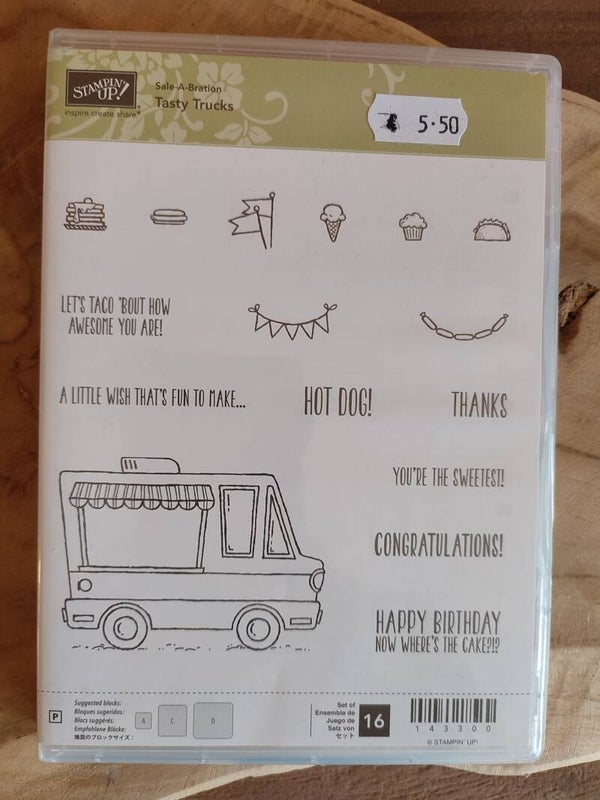 STAMPIN' UP!
inspire.create.share®
Sale-A-Bration
Tasty Trucks
5·50
LET'S TACO 'BOUT HOW
AWESOME YOU ARE!
A LITTLE WISH THAT'S FUN TO MAKE...
HOT DOG!
THANKS
YOU'RE THE SWEETEST!
CONGRATULATIONS!
HAPPY BIRTHDAY
NOW WHERE'S THE CAKE?!?
P
Suggested blocks:
Bloques sugeridos:
Blocs suggérés:
Empfohlene Blöcke:
推奨のブロックサイズ:
A
C
D
Set of
Ensemble de
Juego de
Satz von
セット
16
143300
© STAMPIN' UP!